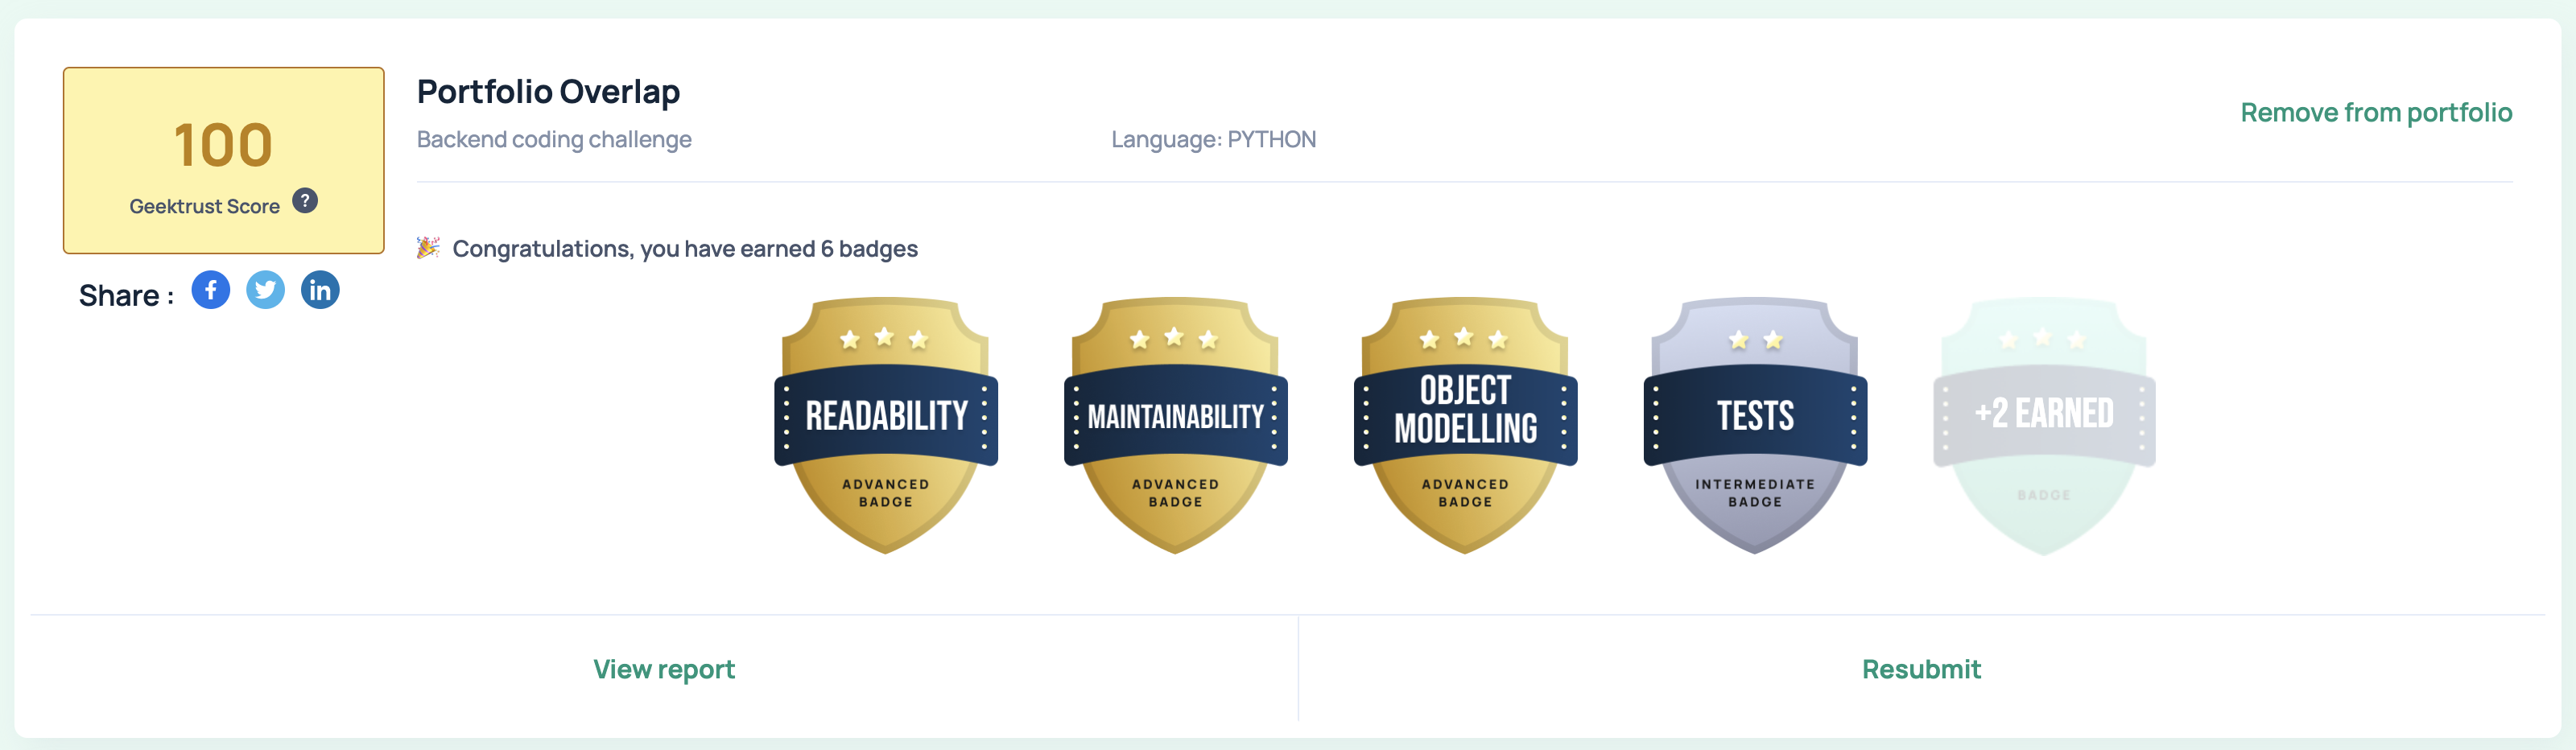 100
Geektrust Score ?
Share :
Portfolio Overlap
Backend coding challenge
Language: PYTHON
Remove from portfolio
Congratulations, you have earned 6 badges
READABILITY
ADVANCED
BADGE
MAINTAINABILITY
ADVANCED
BADGE
OBJECT
MODELLING
ADVANCED
BADGE
TESTS
INTERMEDIATE
BADGE
+2 EARNED
BADGE
View report
Resubmit